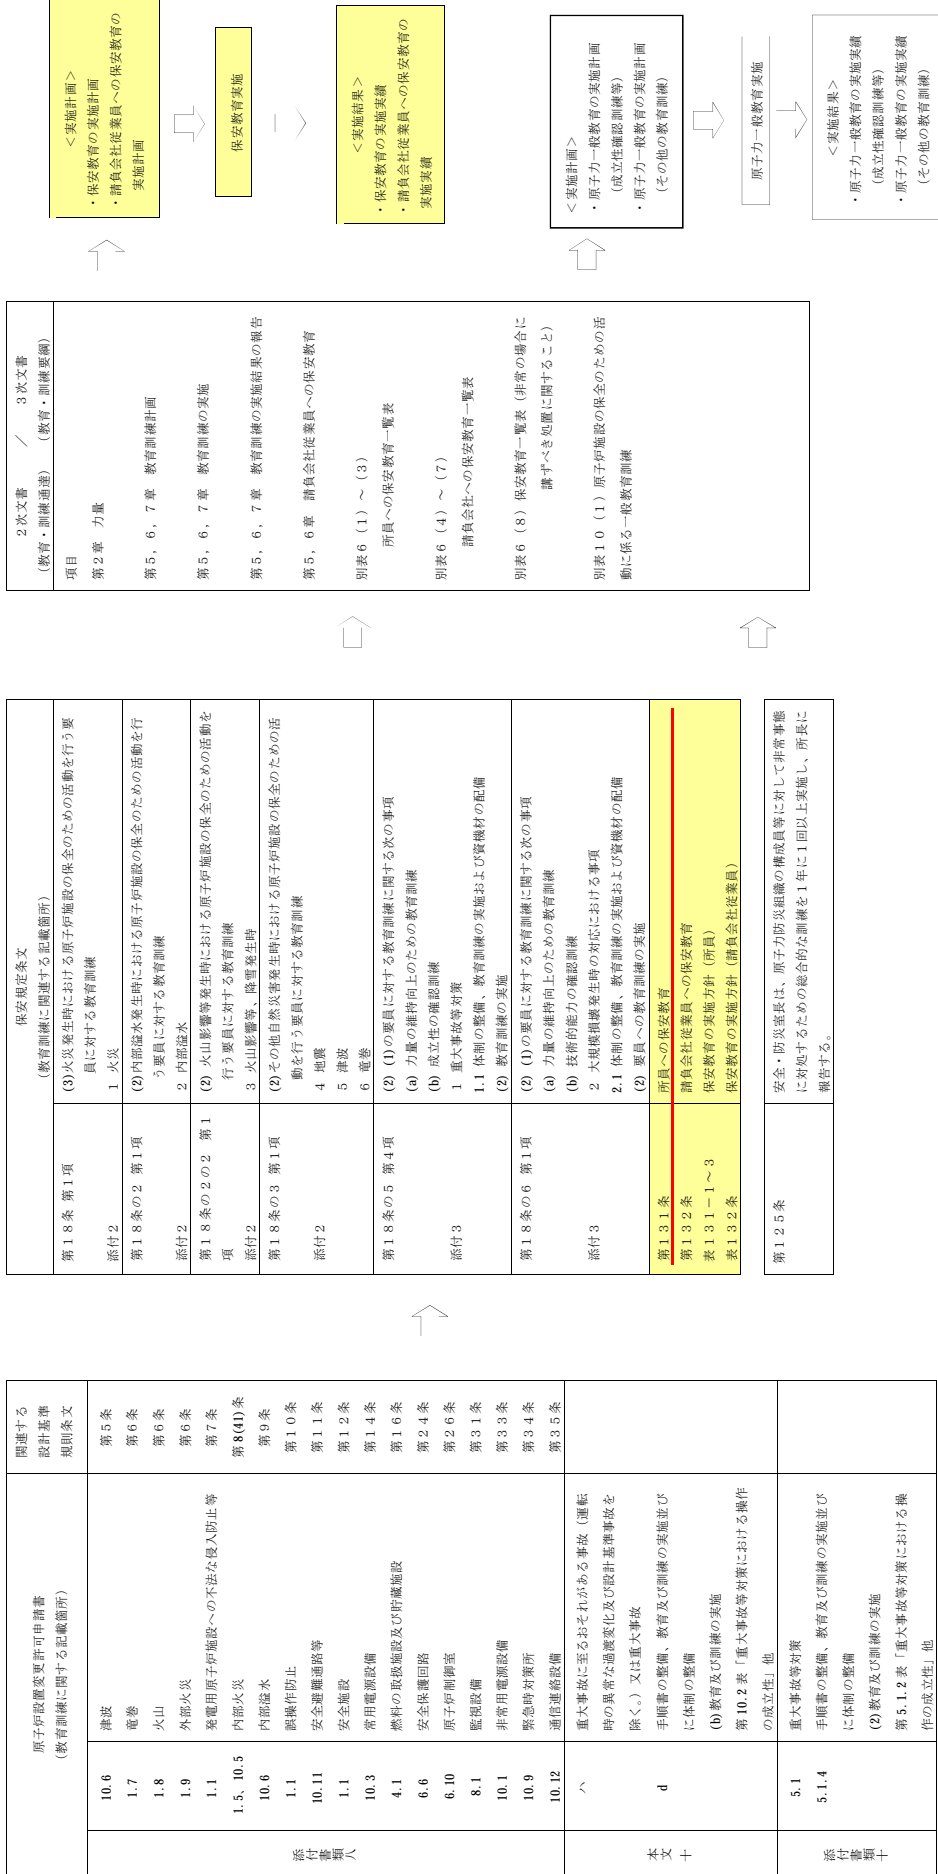 原子炉設置変更許可申請書
(教育訓練に関する記載箇所)
関連する
設計基準
規則条文
添付書類八
10.6 津波 第5条
1.7 竜巻 第6条
1.8 火山 第6条
1.9 外部火災 第6条
1.1 発電用原子炉施設への不法な侵入防止等 第7条
1.5、10.5 内部火災 第8(41)条
10.6 内部溢水 第9条
1.1 誤操作防止 第10条
10.11 安全避難通路等 第11条
1.1 安全施設 第12条
10.3 常用電源設備 第14条
4.1 燃料の取扱施設及び貯蔵施設 第16条
6.6 安全保護回路 第24条
6.10 原子炉制御室 第26条
8.1 監視設備 第31条
10.1 非常用電源設備 第33条
10.9 緊急時対策所 第34条
10.12 通信連絡設備 第35条
本文十
ハ 重大事故に至るおそれがある事故（運転
時の異常な過渡変化及び設計基準事故を
除く。）又は重大事故
d 手順書の整備、教育及び訓練の実施並び
に体制の整備
(b)教育及び訓練の実施
第10.2表「重大事故等対策における操作
の成立性」他
添付書類十
5.1 重大事故等対策
5.1.4 手順書の整備、教育及び訓練の実施並び
に体制の整備
(2)教育及び訓練の実施
第5.1.2表「重大事故等対策における操
作の成立性」他
保安規定条文
(教育訓練に関連する記載箇所)
第18条 第1項 (3)火災発生時における原子炉施設の保全のための活動を行う要
員に対する教育訓練
添付2 1 火災
第18条の2 第1項 (2)内部溢水発生時における原子炉施設の保全のための活動を行
う要員に対する教育訓練
添付2 2 内部溢水
第18条の2の2 第1 (2) 火山影響等発生時における原子炉施設の保全のための活動を
項 行う要員に対する教育訓練
添付2 3 火山影響等、降雪発生時
第18条の3 第1項 (2)その他自然災害発生時における原子炉施設の保全のための活
動を行う要員に対する教育訓練
添付2 4 地震
5 津波
6 竜巻
第18条の5 第4項 (2) (1)の要員に対する教育訓練に関する次の事項
(a) 力量の維持向上のための教育訓練
(b) 成立性の確認訓練
添付3 1 重大事故等対策
1.1 体制の整備、教育訓練の実施および資機材の配備
(2) 教育訓練の実施
第18条の6 第1項 (2) (1)の要員に対する教育訓練に関する次の事項
(a) 力量の維持向上のための教育訓練
(b) 技術的能力の確認訓練
添付3 2 大規模損壊発生時の対応における事項
2.1 体制の整備、教育訓練の実施および資機材の配備
(2) 要員への教育訓練の実施
第131条 所員への保安教育
第132条 請負会社従業員への保安教育
表131－1～3 保安教育の実施方針（所員）
表132条 保安教育の実施方針（請負会社従業員）
第125条 安全・防災室長は、原子力防災組織の構成員等に対して非常事態
に対処するための総合的な訓練を1年に1回以上実施し、所長に
報告する。
2次文書 ／ 3次文書
(教育・訓練通達) (教育・訓練要綱)
項目
第2章 力量
第5，6，7章 教育訓練計画
第5，6，7章 教育訓練の実施
第5，6，7章 教育訓練の実施結果の報告
第5，6章 請負会社従業員への保安教育
別表6（1）～（3）
所員への保安教育一覧表
別表6（4）～（7）
請負会社への保安教育一覧表
別表6（8）保安教育一覧表（非常の場合に
講ずべき処置に関すること）
別表10（1）原子炉施設の保全のための活
動に係る一般教育訓練
＜実施計画＞
・保安教育の実施計画
・請負会社従業員への保安教育の
実施計画
保安教育実施
＜実施結果＞
・保安教育の実施実績
・請負会社従業員への保安教育の
実施実績
＜実施計画＞
・原子力一般教育の実施計画
(成立性確認訓練等)
・原子力一般教育の実施計画
(その他の教育訓練)
原子力一般教育実施
＜実施結果＞
・原子力一般教育の実施実績
(成立性確認訓練等)
・原子力一般教育の実施実績
(その他の教育訓練)